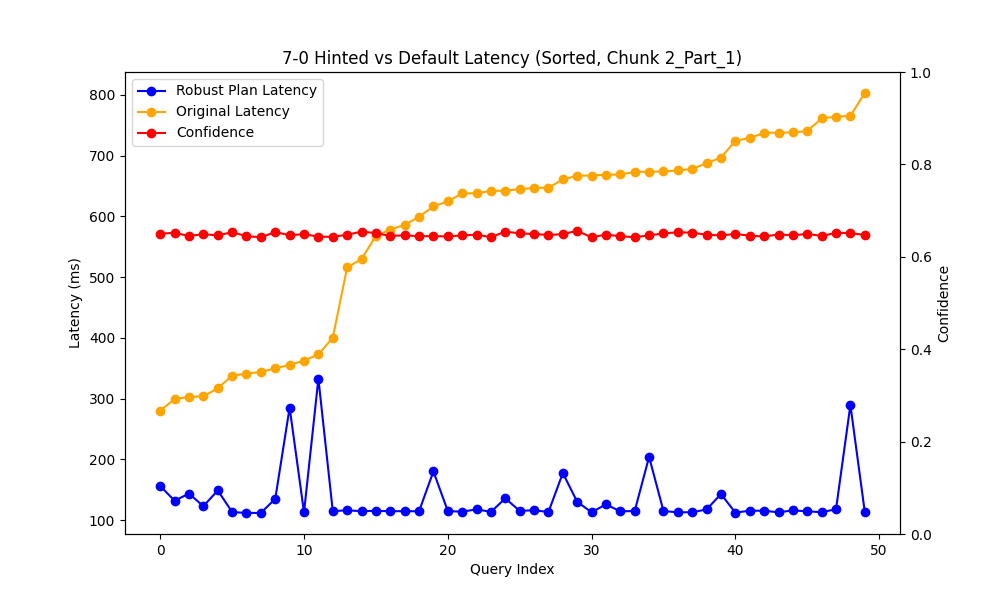 7-0 Hinted vs Default Latency (Sorted, Chunk 2_Part_1)
Robust Plan Latency
Original Latency
Confidence
Latency (ms)
800
700
600
500
400
300
200
100
1.0
0.8
0.6
0.4
0.2
0.0
Confidence
0 10 20 30 40 50
Query Index